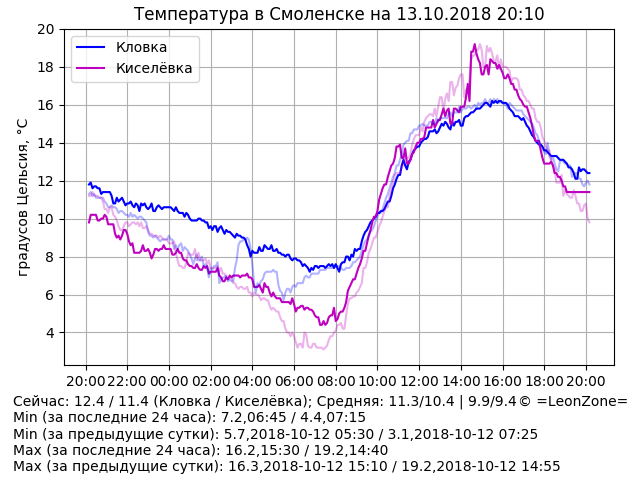 Температура в Смоленске на 13.10.2018 20:10
градусов Цельсия, °C
20
18
16
14
12
10
8
6
4
Кловка
Киселёвка
20:00 22:00 00:00 02:00 04:00 06:00 08:00 10:00 12:00 14:00 16:00 18:00 20:00
Сейчас: 12.4 / 11.4 (Кловка / Киселёвка); Средняя: 11.3/10.4 | 9.9/9.4© =LeonZone=
Min (за последние 24 часа): 7.2,06:45 / 4.4,07:15
Min (за предыдущие сутки): 5.7,2018-10-12 05:30 / 3.1,2018-10-12 07:25
Max (за последние 24 часа): 16.2,15:30 / 19.2,14:40
Max (за предыдущие сутки): 16.3,2018-10-12 15:10 / 19.2,2018-10-12 14:55